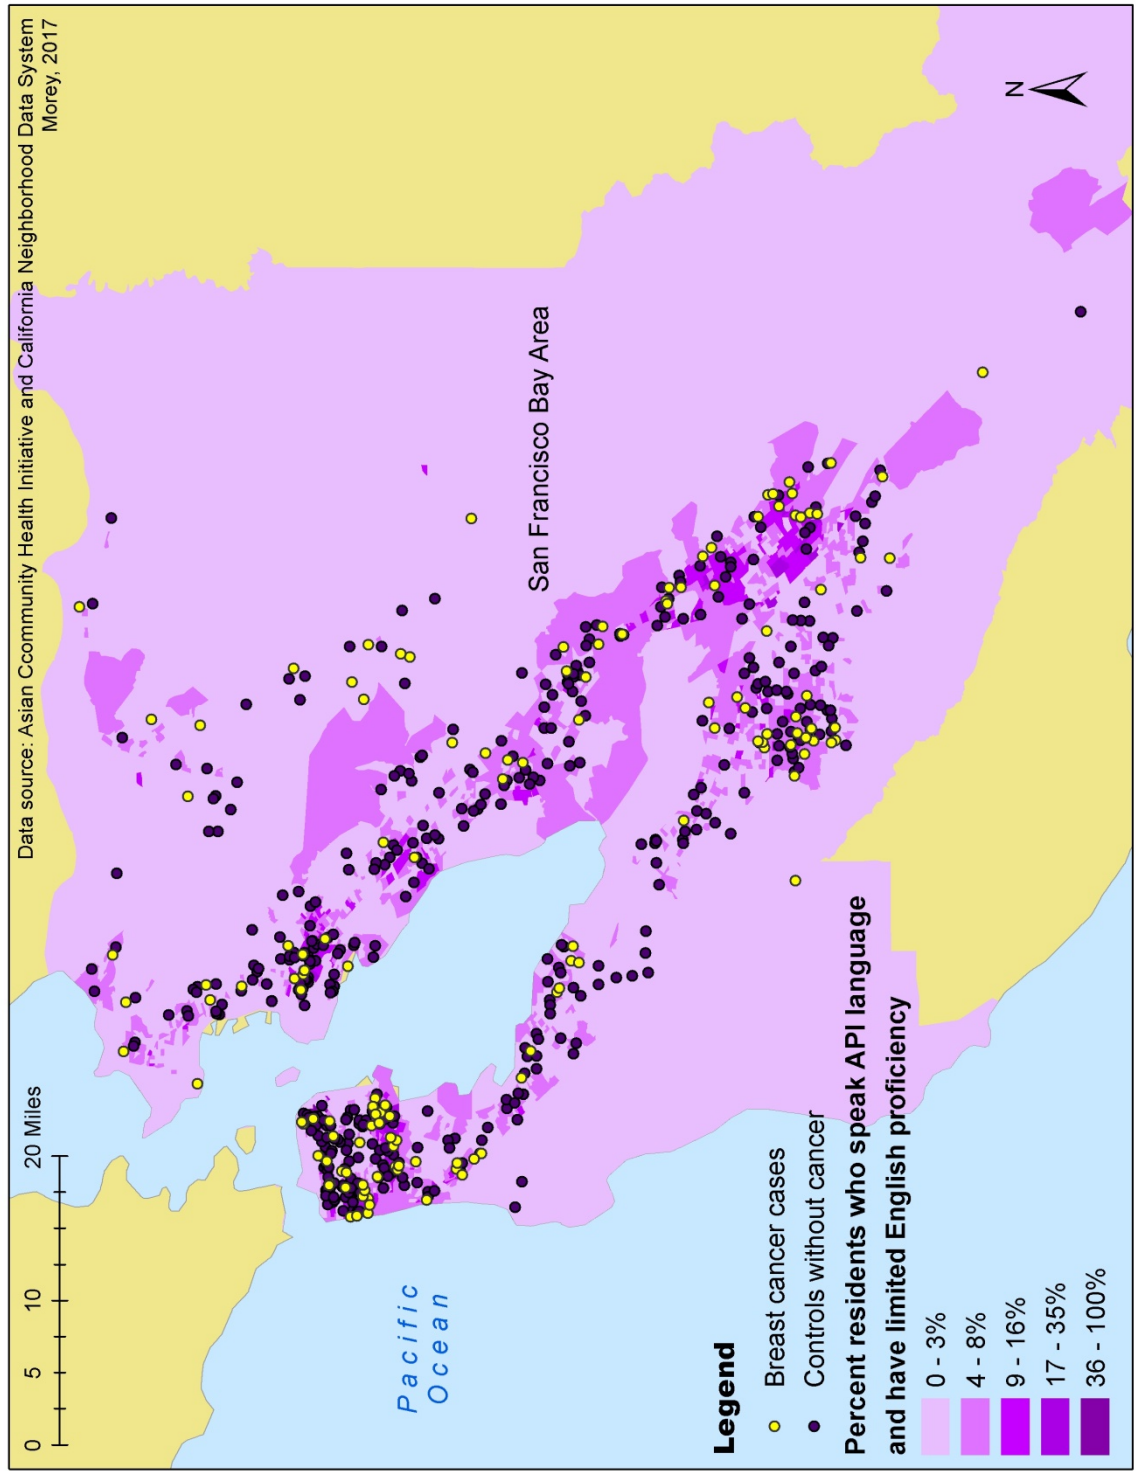 Data source: Asian Ccommunity Health Initiative and California Neighborhood Data System
Morey, 2017
N
San Francisco Bay Area
0 5 10 20 Miles
Pacific
Ocean
Legend
Breast cancer cases
Controls without cancer
Percent residents who speak API language
and have limited English proficiency
0 - 3%
4 - 8%
9 - 16%
17 - 35%
36 - 100%